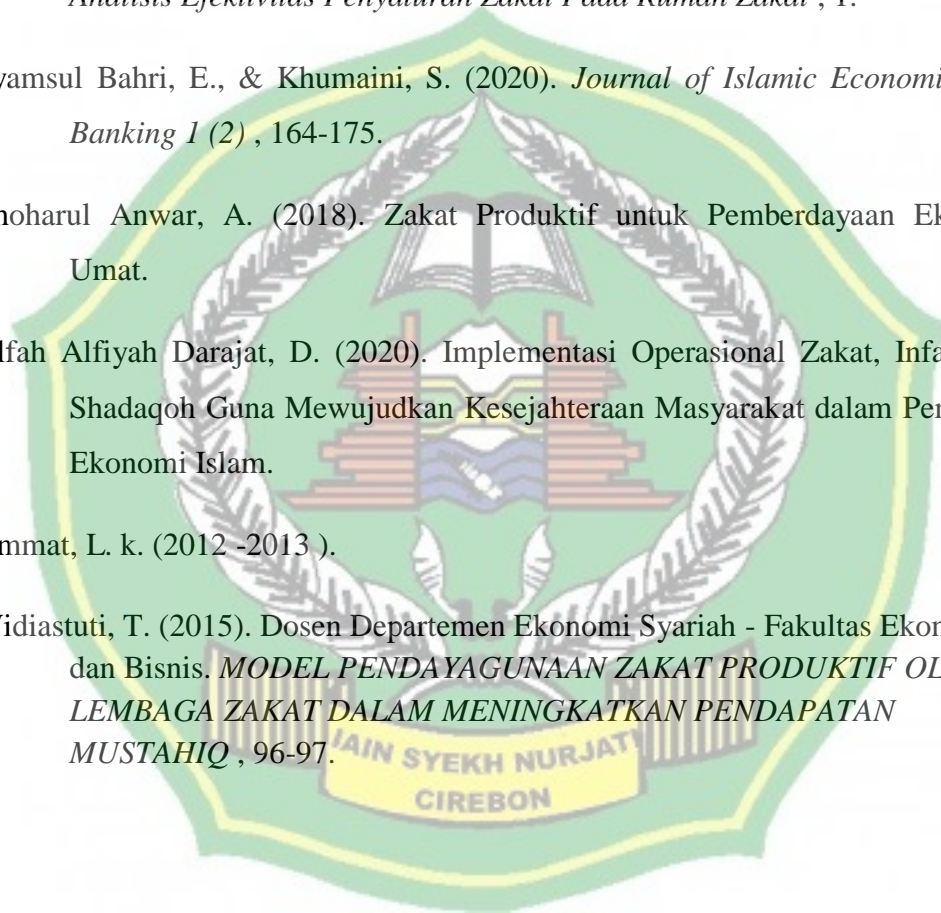 Analisis Efektivitas Penyaluran Zakat Pada Rumah Zakat , 1.
yamsul Bahri, E., & Khumaini, S. (2020). Journal of Islamic Economi
Banking 1 (2) , 164-175.
hoharul Anwar, A. (2018). Zakat Produktif untuk Pemberdayaan Ek
Umat.
lfah Alfiyah Darajat, D. (2020). Implementasi Operasional Zakat, Infa
Shadaqoh Guna Mewujudkan Kesejahteraan Masyarakat dalam Per
Ekonomi Islam.
mmat, L. k. (2012 -2013 ).
idiastuti, T. (2015). Dosen Departemen Ekonomi Syariah - Fakultas Ekon
dan Bisnis. MODEL PENDAYAGUNAAN ZAKAT PRODUKTIF OL
LEMBAGA ZAKAT DALAM MENINGKATKAN PENDAPATAN
MUSTAHIQ , 96-97.
IAIN SYEKH NURJATI
CIREBON